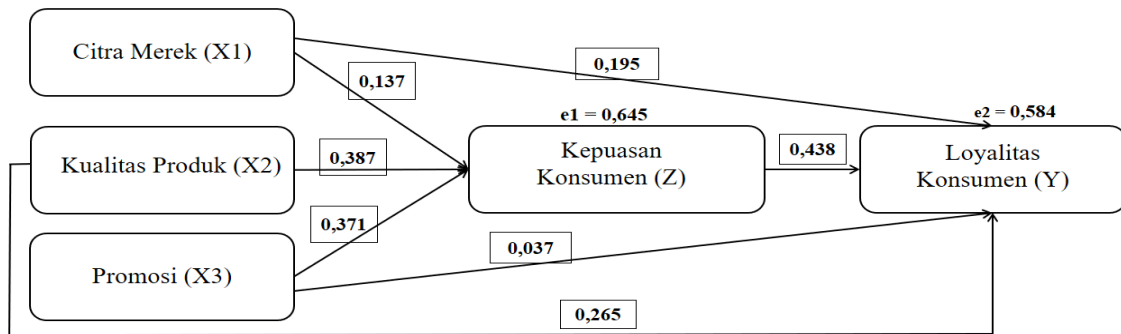 Citra Merek (X1)
0,195
0,137
e1 = 0,645
e2 = 0,584
Kualitas Produk (X2)
0,387
Kepuasan
Konsumen (Z)
0,438
Loyalitas
Konsumen (Y)
0,371
Promosi (X3)
0,037
0,265